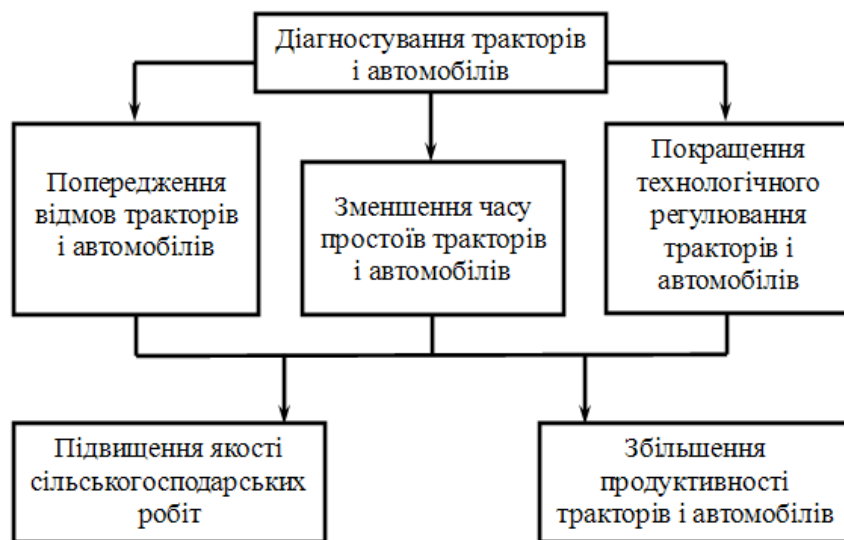 Діагностування тракторів
і автомобілів
Попередження
відмов тракторів
і автомобілів
Зменшення часу
простоїв тракторів
і автомобілів
Покращення
технологічного
регулювання
тракторів і
автомобілів
Підвищення якості
сільськогосподарських
робіт
Збільшення
продуктивності
тракторів і автомобілів